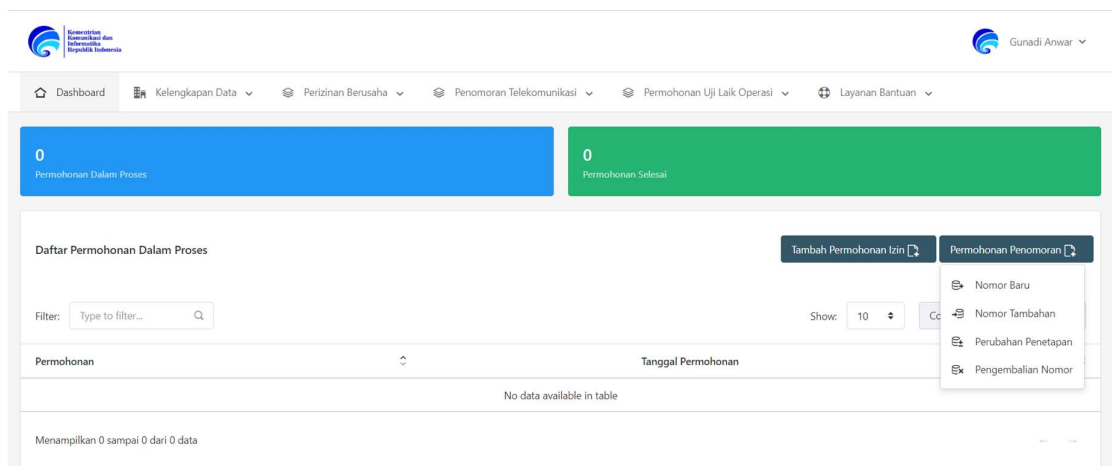 Kementrian
Komunikasi dan
Informatika
Republik Indonesia
Gunadi Anwar
Dashboard Kelengkapan Data Perizinan Berusaha Penomoran Telekomunikasi Permohonan Uji Laik Operasi Layanan Bantuan
0
Permohonan Dalam Proses
0
Permohonan Selesai
Daftar Permohonan Dalam Proses
Tambah Permohonan Izin Permohonan Penomoran
Nomor Baru
Nomor Tambahan
Perubahan Penetapan
Pengembalian Nomor
Filter: Type to filter... Show: 10
Permohonan Tanggal Permohonan
No data available in table
Menampilkan 0 sampai 0 dari 0 data